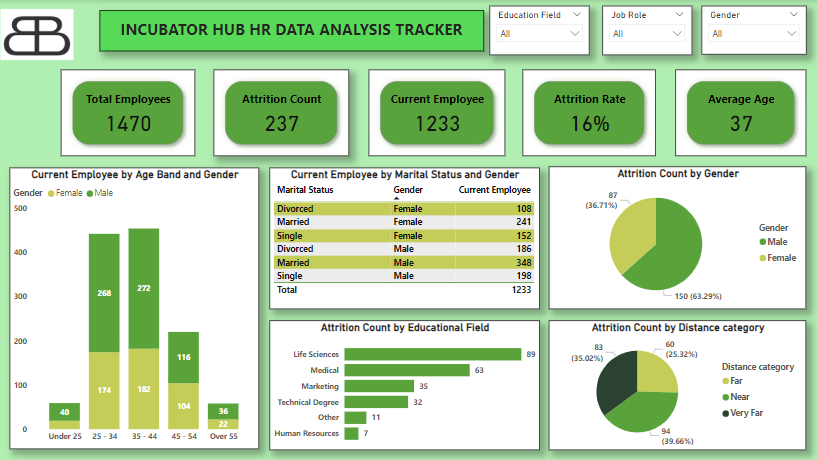 INCUBATOR HUB HR DATA ANALYSIS TRACKER
Education Field
All
Job Role
All
Gender
All
Total Employees
1470
Attrition Count
237
Current Employee
1233
Attrition Rate
16%
Average Age
37
Current Employee by Age Band and Gender
Gender Female Male
500
400
300
200
100
0
40
268
174
272
182
116
104
36
22
Under 25 25 - 34 35 - 44 45 - 54 Over 55
Current Employee by Marital Status and Gender
Marital Status Gender Current Employee
Divorced Female 108
Married Female 241
Single Female 152
Divorced Male 186
Married Male 348
Single Male 198
Total 1233
Attrition Count by Gender
87
(36.71%)
150 (63.29%)
Gender
Male
Female
Attrition Count by Educational Field
Life Sciences 89
Medical 63
Marketing 35
Technical Degree 32
Other 11
Human Resources 7
Attrition Count by Distance category
83
(35.02%)
60
(25.32%)
94
(39.66%)
Distance category
Far
Near
Very Far